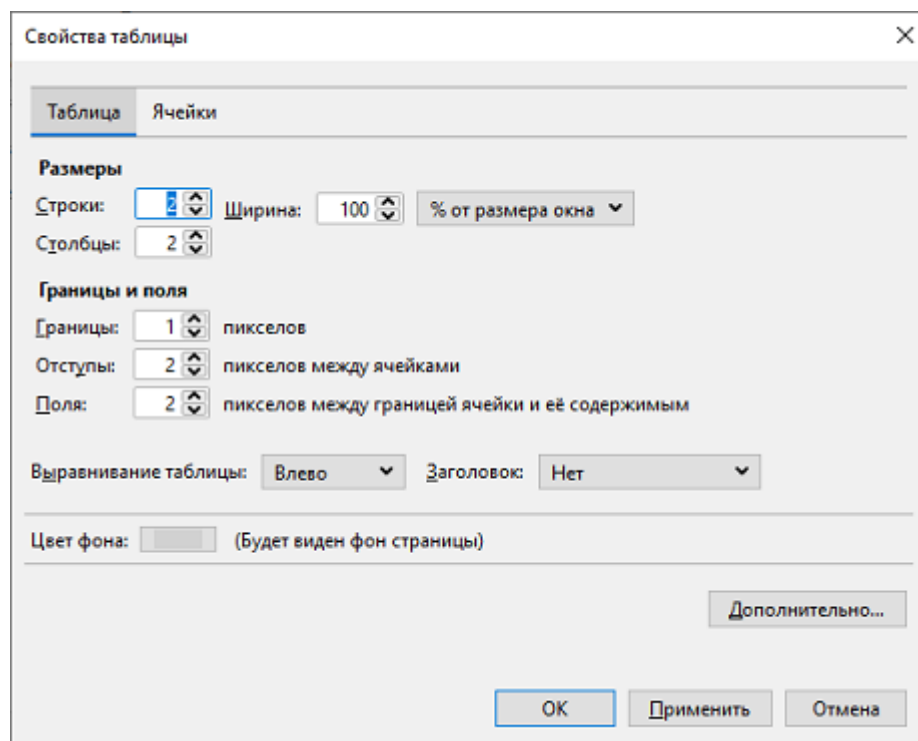 Свойства таблицы
Таблица Ячейки
Размеры
Строки: 2 Ширина: 100 % от размера окна
Столбцы: 2
Границы и поля
Границы: 1 пикселов
Отступы: 2 пикселов между ячейками
Поля: 2 пикселов между границей ячейки и её содержимым
Выравнивание таблицы: Влево Заголовок: Нет
Цвет фона: (Будет виден фон страницы)
Дополнительно...
ОК Применить Отмена